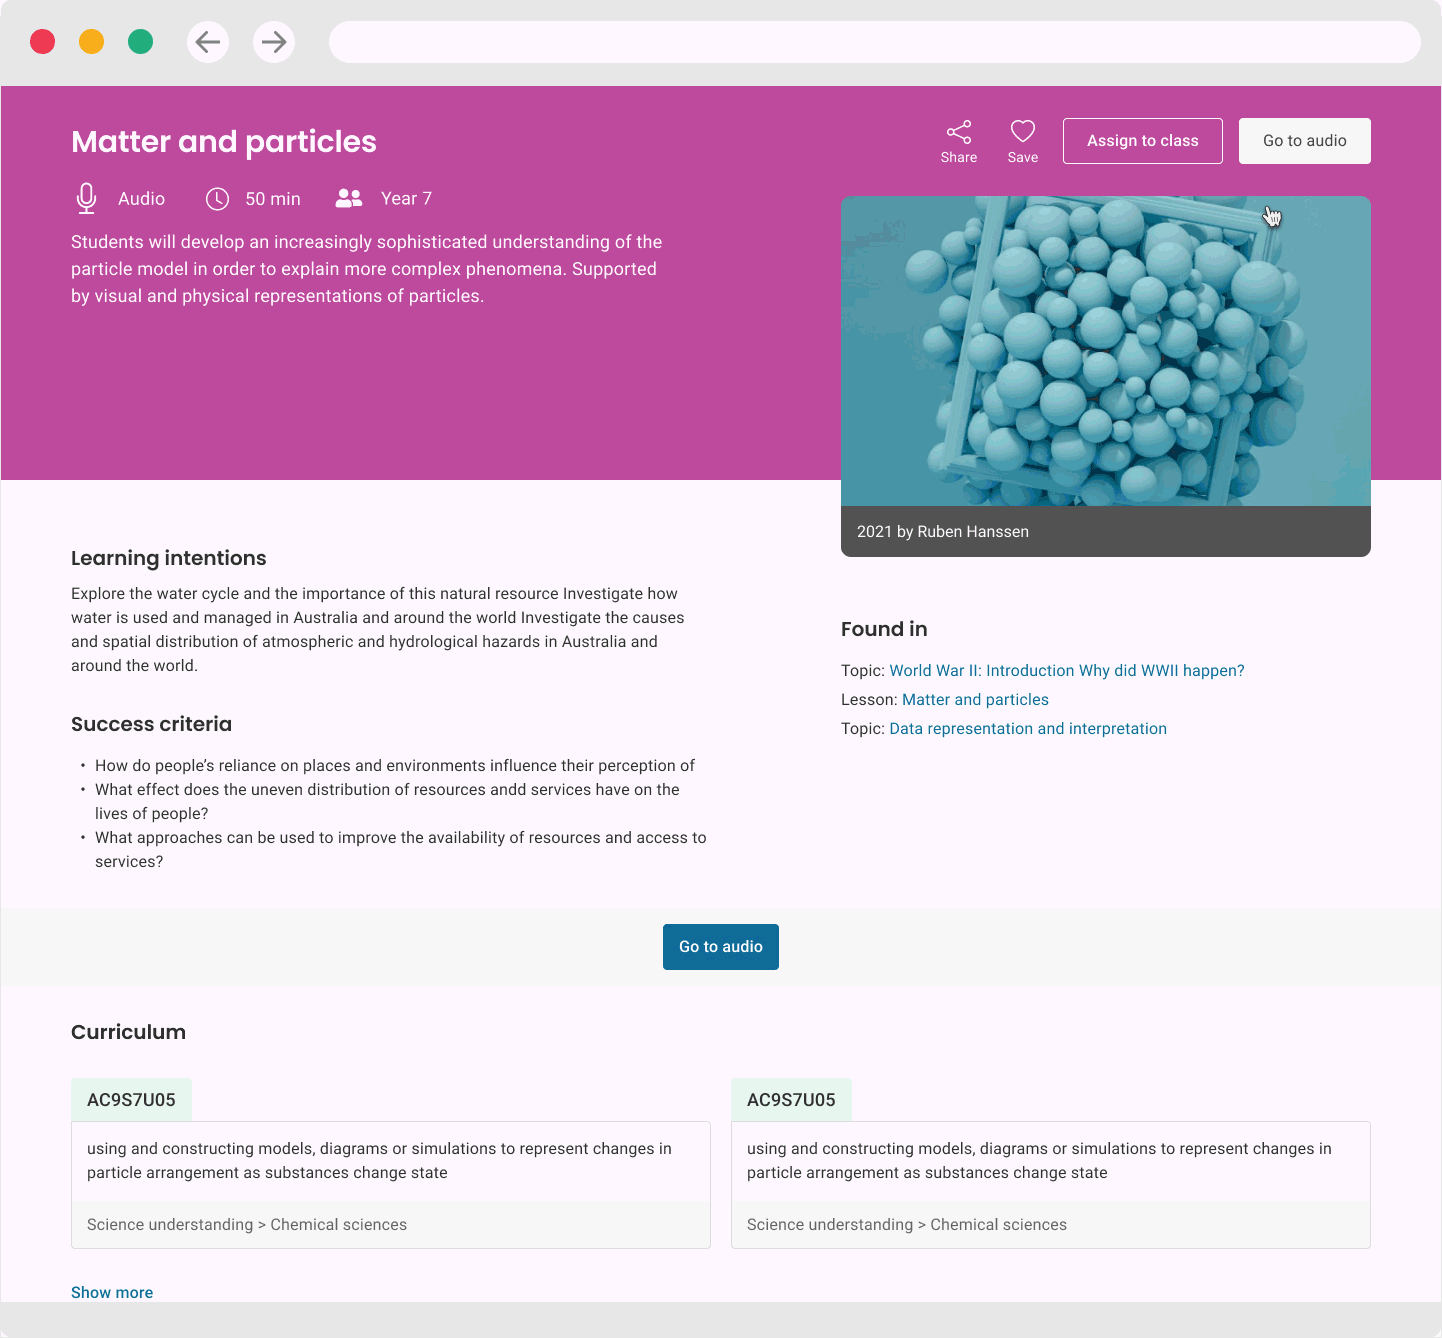 Matter and particles
Share
Save
Assign to class
Go to audio
Audio
50 min
Year 7
Students will develop an increasingly sophisticated understanding of the
particle model in order to explain more complex phenomena. Supported
by visual and physical representations of particles.
2021 by Ruben Hanssen
Learning intentions
Explore the water cycle and the importance of this natural resource Investigate how
water is used and managed in Australia and around the world Investigate the causes
and spatial distribution of atmospheric and hydrological hazards in Australia and
around the world.
Success criteria
• How do people’s reliance on places and environments influence their perception of
• What effect does the uneven distribution of resources andd services have on the
lives of people?
• What approaches can be used to improve the availability of resources and access to
services?
Found in
Topic: World War II: Introduction Why did WWII happen?
Lesson: Matter and particles
Topic: Data representation and interpretation
Go to audio
Curriculum
AC9S7U05
using and constructing models, diagrams or simulations to represent changes in
particle arrangement as substances change state
Science understanding > Chemical sciences
AC9S7U05
using and constructing models, diagrams or simulations to represent changes in
particle arrangement as substances change state
Science understanding > Chemical sciences
Show more